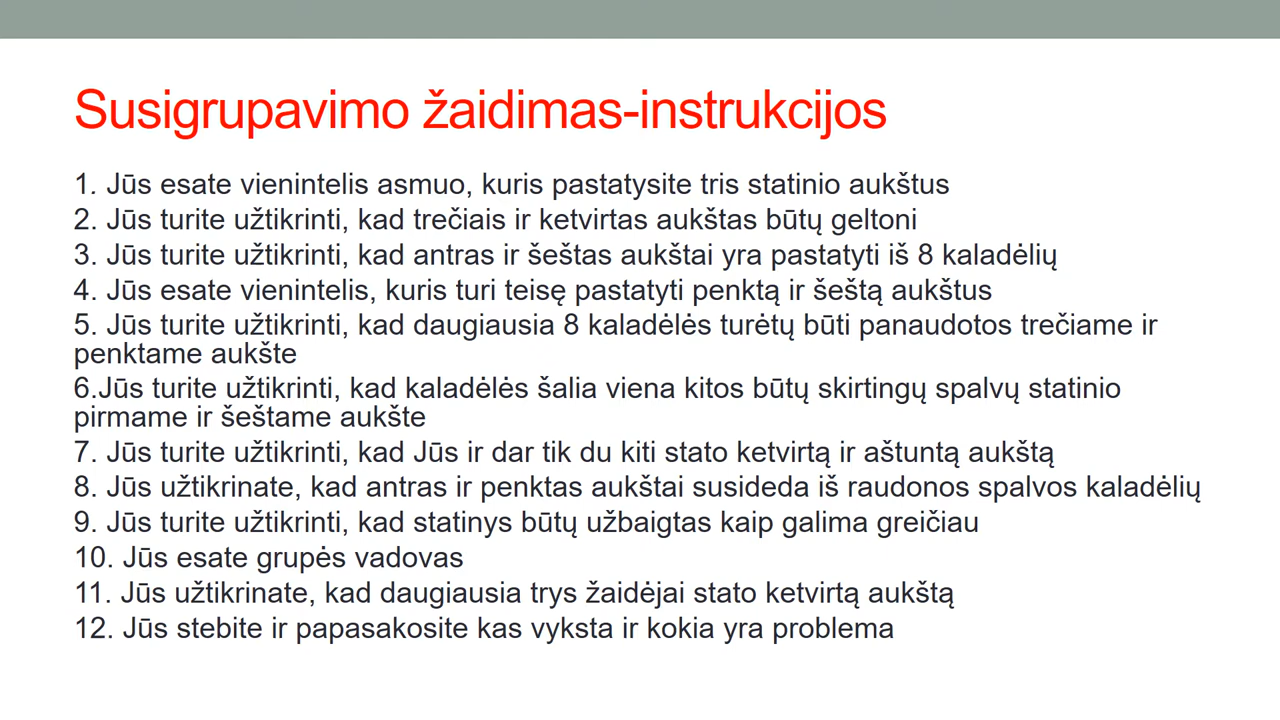 Susigrupavimo žaidimas-instrukcijos
1. Jūs esate vienintelis asmuo, kuris pastatysite tris statinio aukštus
2. Jūs turite užtikrinti, kad trečiais ir ketvirtas aukštas būtų geltoni
3. Jūs turite užtikrinti, kad antras ir šeštas aukštai yra pastatyti iš 8 kaladėlių
4. Jūs esate vienintelis, kuris turi teisę pastatyti penktą ir šeštą aukštus
5. Jūs turite užtikrinti, kad daugiausia 8 kaladėlės turėtų būti panaudotos trečiame ir
penktame aukšte
6.Jūs turite užtikrinti, kad kaladėlės šalia viena kitos būtų skirtingų spalvų statinio
pirmame ir šeštame aukšte
7. Jūs turite užtikrinti, kad Jūs ir dar tik du kiti stato ketvirtą ir aštuntą aukštą
8. Jūs užtikrinate, kad antras ir penktas aukštai susideda iš raudonos spalvos kaladėlių
9. Jūs turite užtikrinti, kad statinys būtų užbaigtas kaip galima greičiau
10. Jūs esate grupės vadovas
11. Jūs užtikrinate, kad daugiausia trys žaidėjai stato ketvirtą aukštą
12. Jūs stebite ir papasakosite kas vyksta ir kokia yra problema